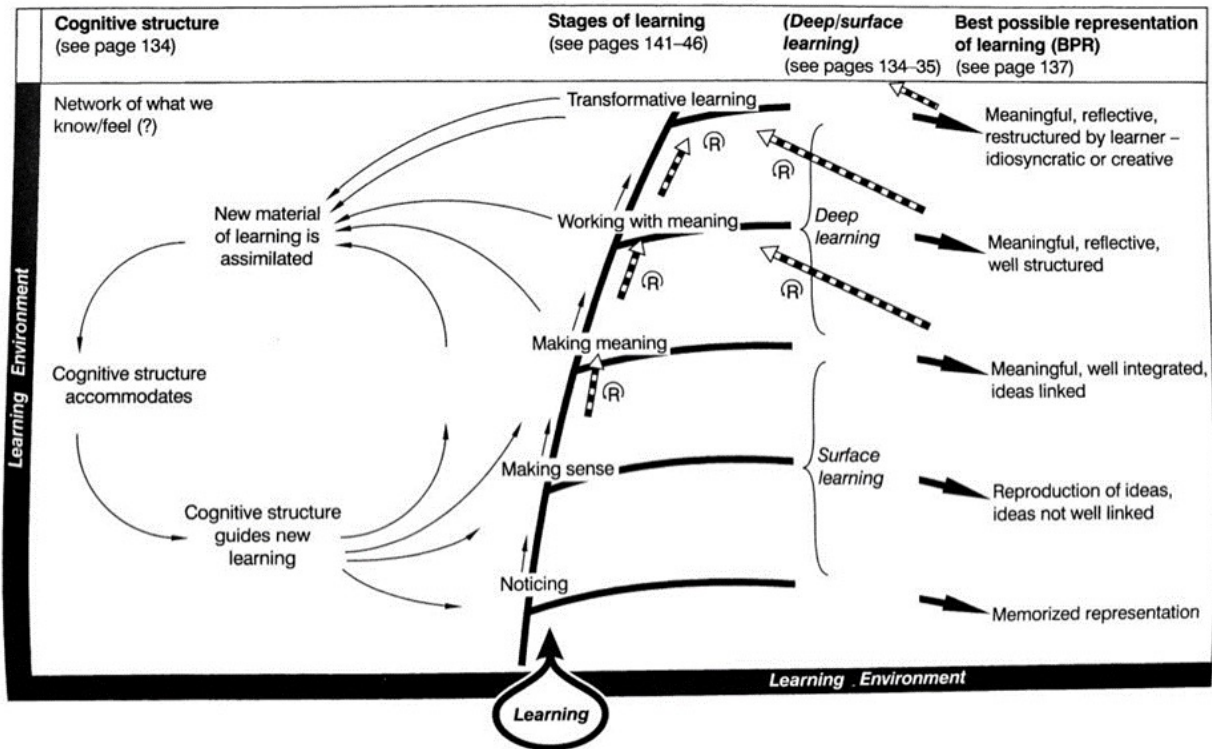 Cognitive structure
(see page 134)
Stages of learning
(see pages 141–46)
(Deep/surface
learning)
(see pages 134–35)
Best possible representation
of learning (BPR)
(see page 137)
Network of what we
know/feel (?)
New material
of learning is
assimilated
Cognitive structure
accommodates
Cognitive structure
guides new
learning
Transformative learning
R
R
Working with meaning
R
R
Making meaning
R
Making sense
Noticing
Deep
learning
Surface
learning
Meaningful, reflective,
restructured by learner –
idiosyncratic or creative
Meaningful, reflective,
well structured
Meaningful, well integrated,
ideas linked
Reproduction of ideas,
ideas not well linked
Memorized representation
Learning Environment
Learning . Environment
Learning